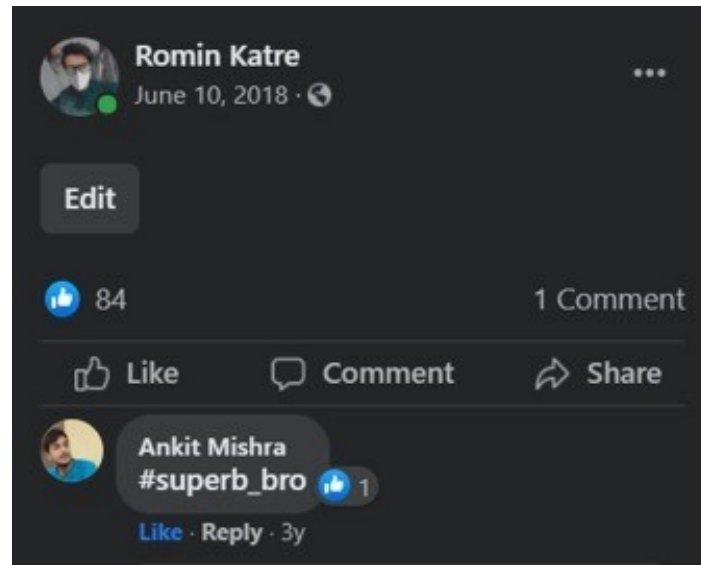 Romin Katre
June 10, 2018 ·
Edit
84 1 Comment
Like Comment Share
Ankit Mishra
#superb_bro 1
Like · Reply · 3y